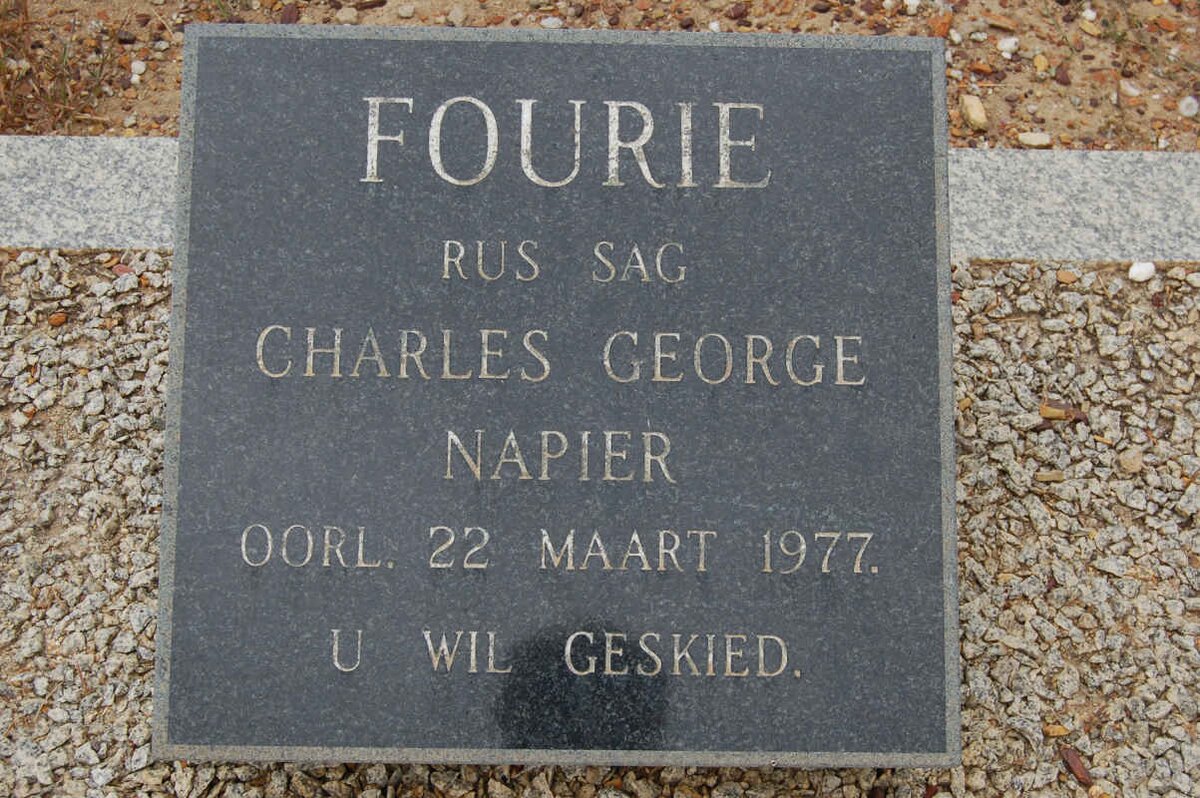 FOURIE
RUS SAG
CHARLES GEORGE
NAPIER
OORL. 22 MAART 1977.
U WIL GESKIED.